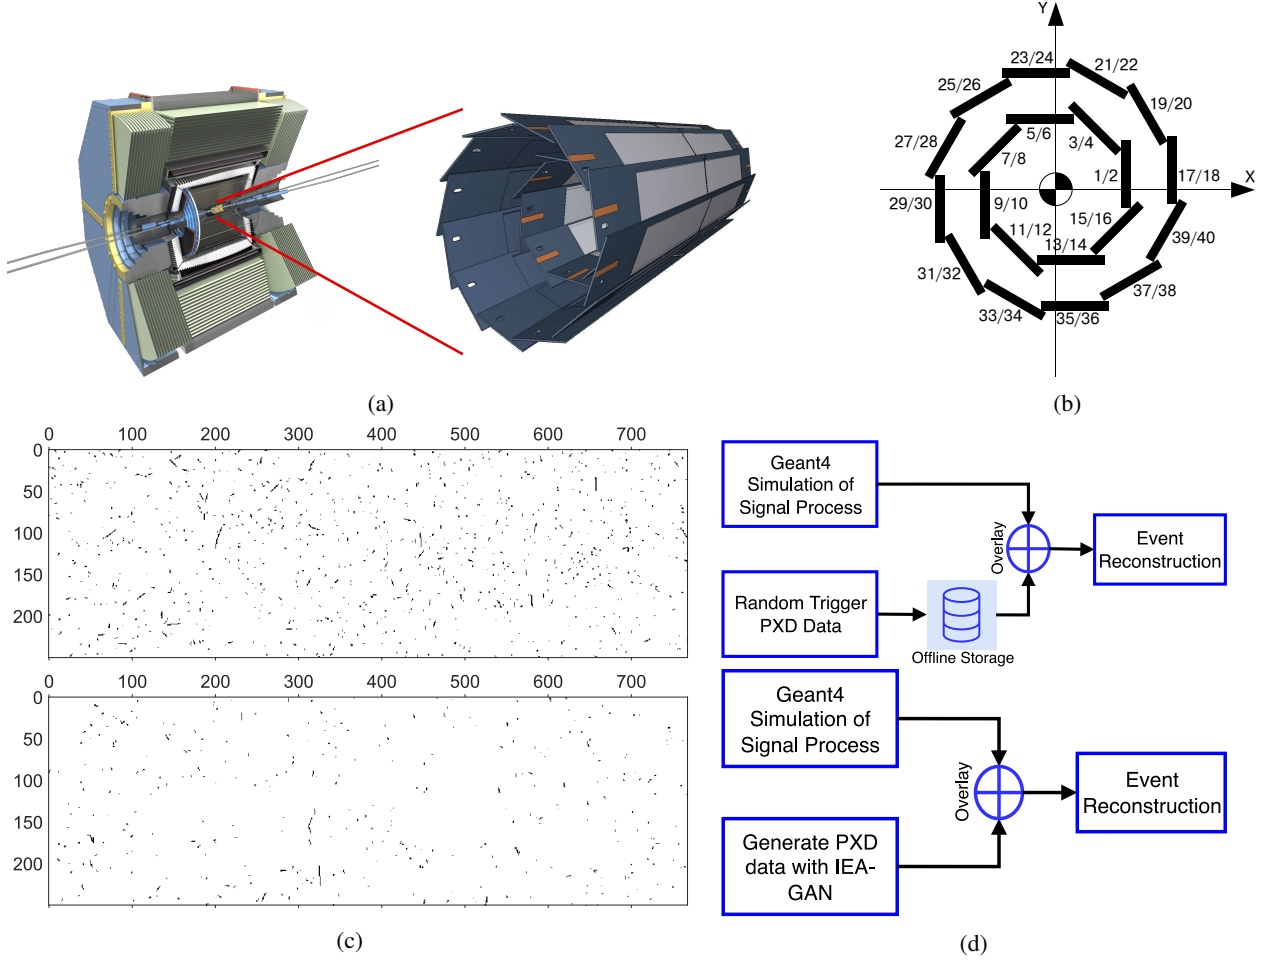 (a)
Y
X
23/24
21/22
25/26
19/20
27/28
5/6
3/4
7/8
1/2
17/18
29/30
9/10
11/12
15/16
13/14
39/40
31/32
37/38
33/34
35/36
(b)
0 100 200 300 400 500 600 700
0
50
100
150
200
0 100 200 300 400 500 600 700
0
50
100
150
200
(c)
Geant4
Simulation of
Signal Process
Overlay
Event
Reconstruction
Random Trigger
PXD Data
Offline Storage
Geant4
Simulation of
Signal Process
Overlay
Event
Reconstruction
Generate PXD
data with IEA-
GAN
(d)